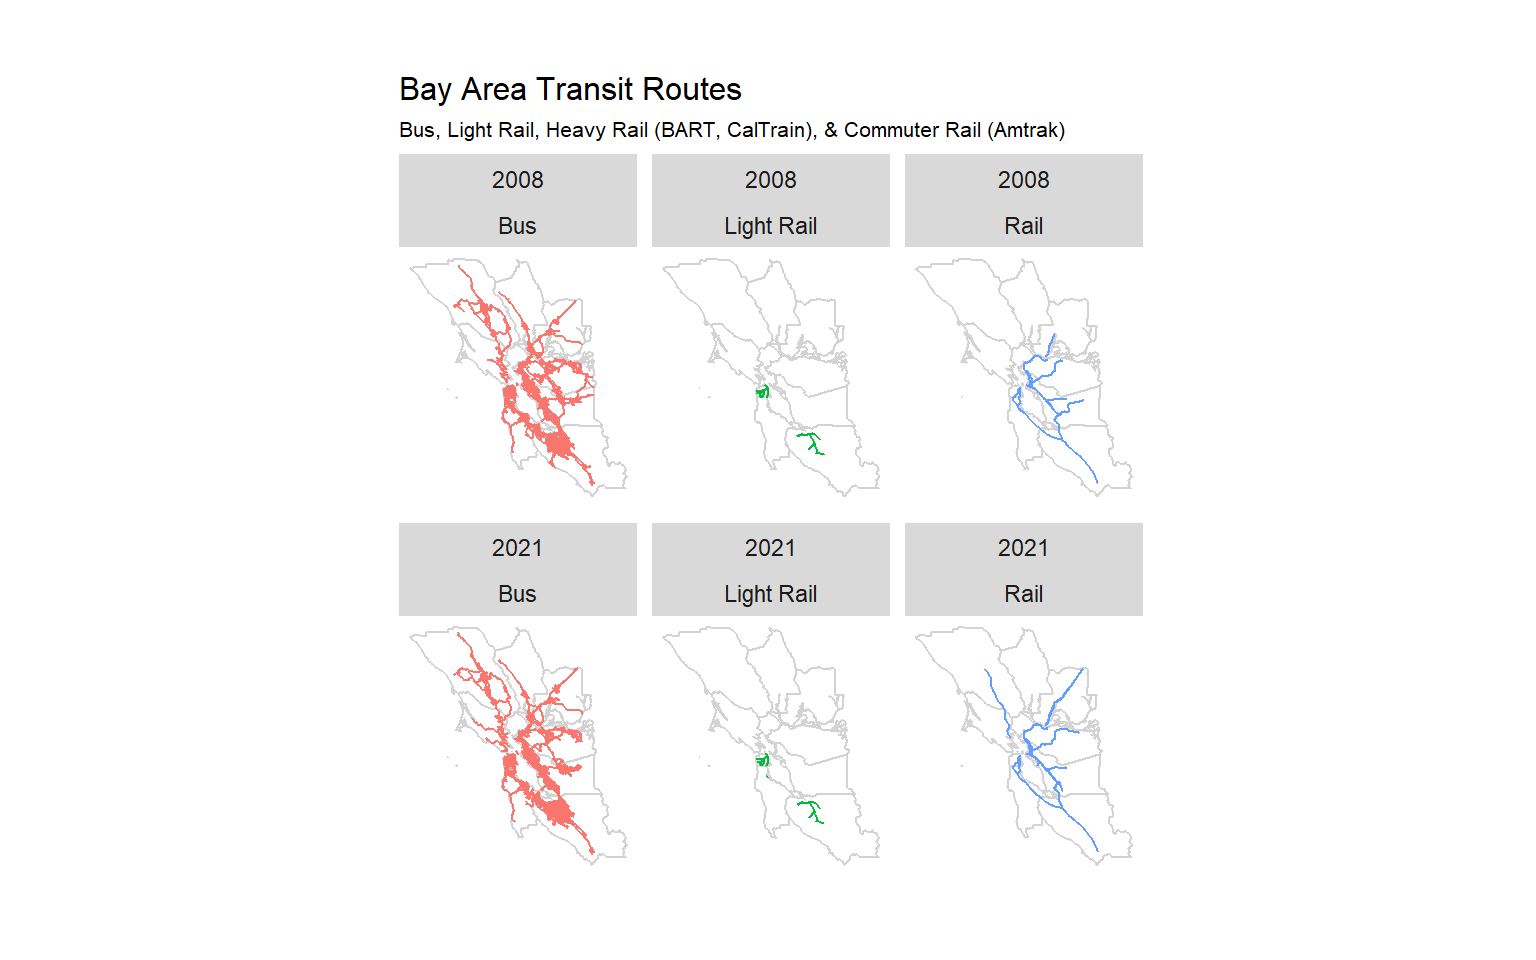 Bay Area Transit Routes
Bus, Light Rail, Heavy Rail (BART, CalTrain), & Commuter Rail (Amtrak)
2008
Bus
2008
Light Rail
2008
Rail
2021
Bus
2021
Light Rail
2021
Rail